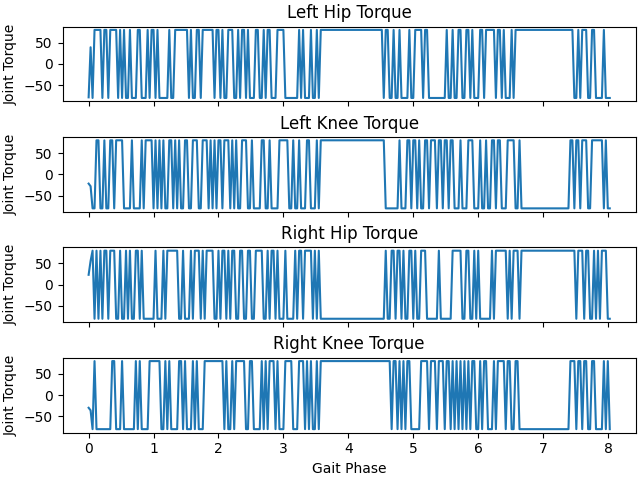 Left Hip Torque
Joint Torque
50
0
−50
Left Knee Torque
Joint Torque
50
0
−50
Right Hip Torque
Joint Torque
50
0
−50
Right Knee Torque
Joint Torque
50
0
−50
0 1 2 3 4 5 6 7 8
Gait Phase